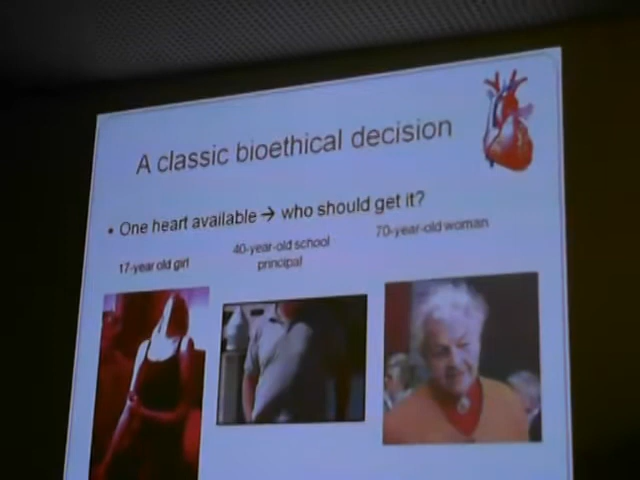 A classic bioethical decision
• One heart available → who should get it?
17-year old girl
40-year-old school
principal
70-year-old woman